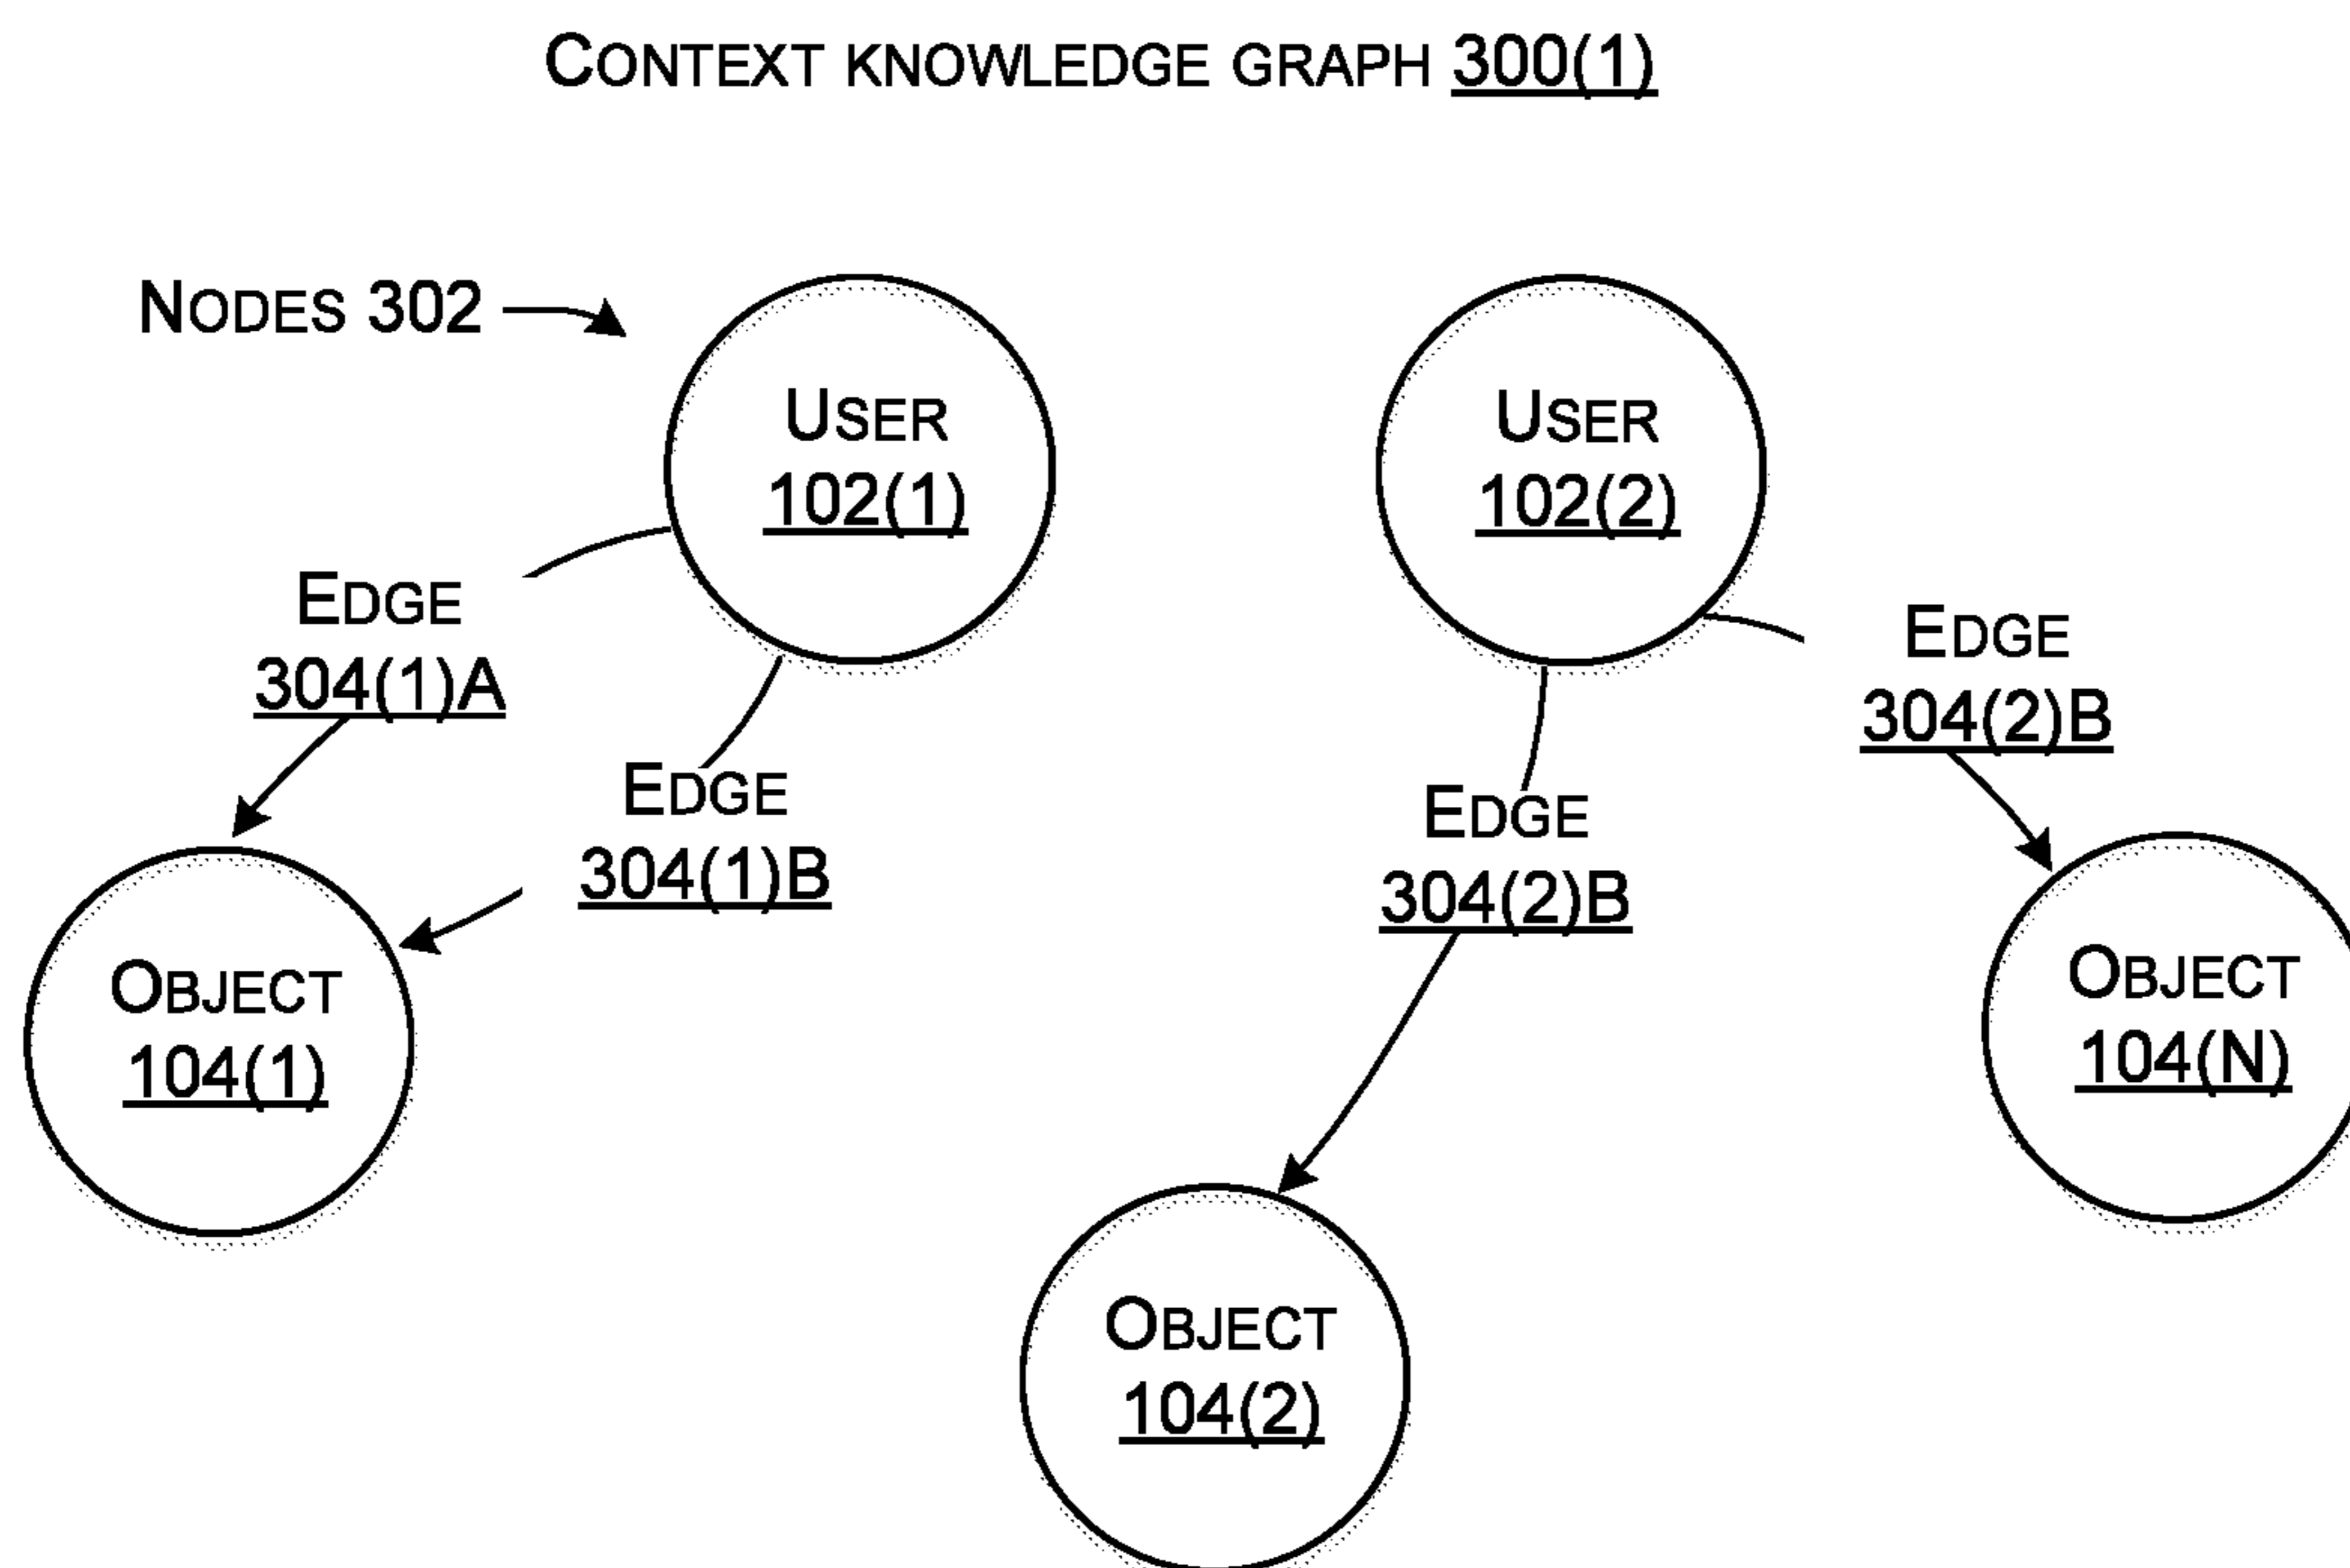 CONTEXT KNOWLEDGE GRAPH 300(1)
NODES 302
USER
102(1)
USER
102(2)
EDGE
304(1)A
EDGE
304(2)B
EDGE
304(1)B
EDGE
304(2)B
OBJECT
104(1)
OBJECT
104(N)
OBJECT
104(2)